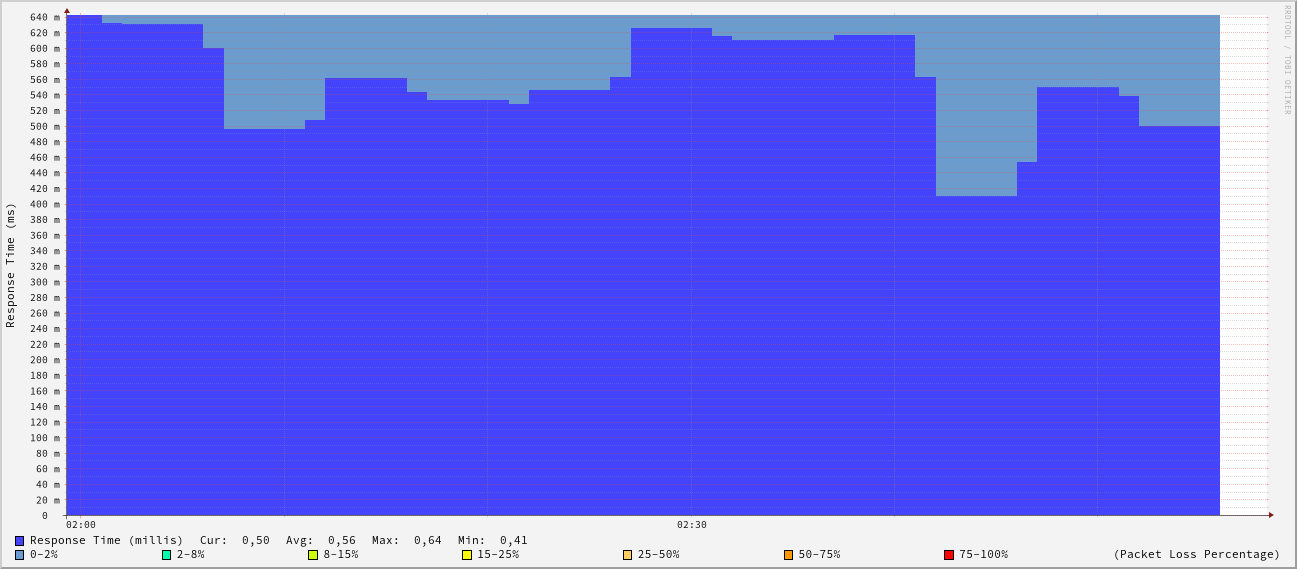 RRDTOOL / TOBI OETIKER
Response Time (ms)
640 m
620 m
600 m
580 m
560 m
540 m
520 m
500 m
480 m
460 m
440 m
420 m
400 m
380 m
360 m
340 m
320 m
300 m
280 m
260 m
240 m
220 m
200 m
180 m
160 m
140 m
120 m
100 m
80 m
60 m
40 m
20 m
0
02:00 02:30
Response Time (millis) Cur: 0,50 Avg: 0,56 Max: 0,64 Min: 0,41
0-2% 2-8% 8-15% 15-25% 25-50% 50-75% 75-100% (Packet Loss Percentage)